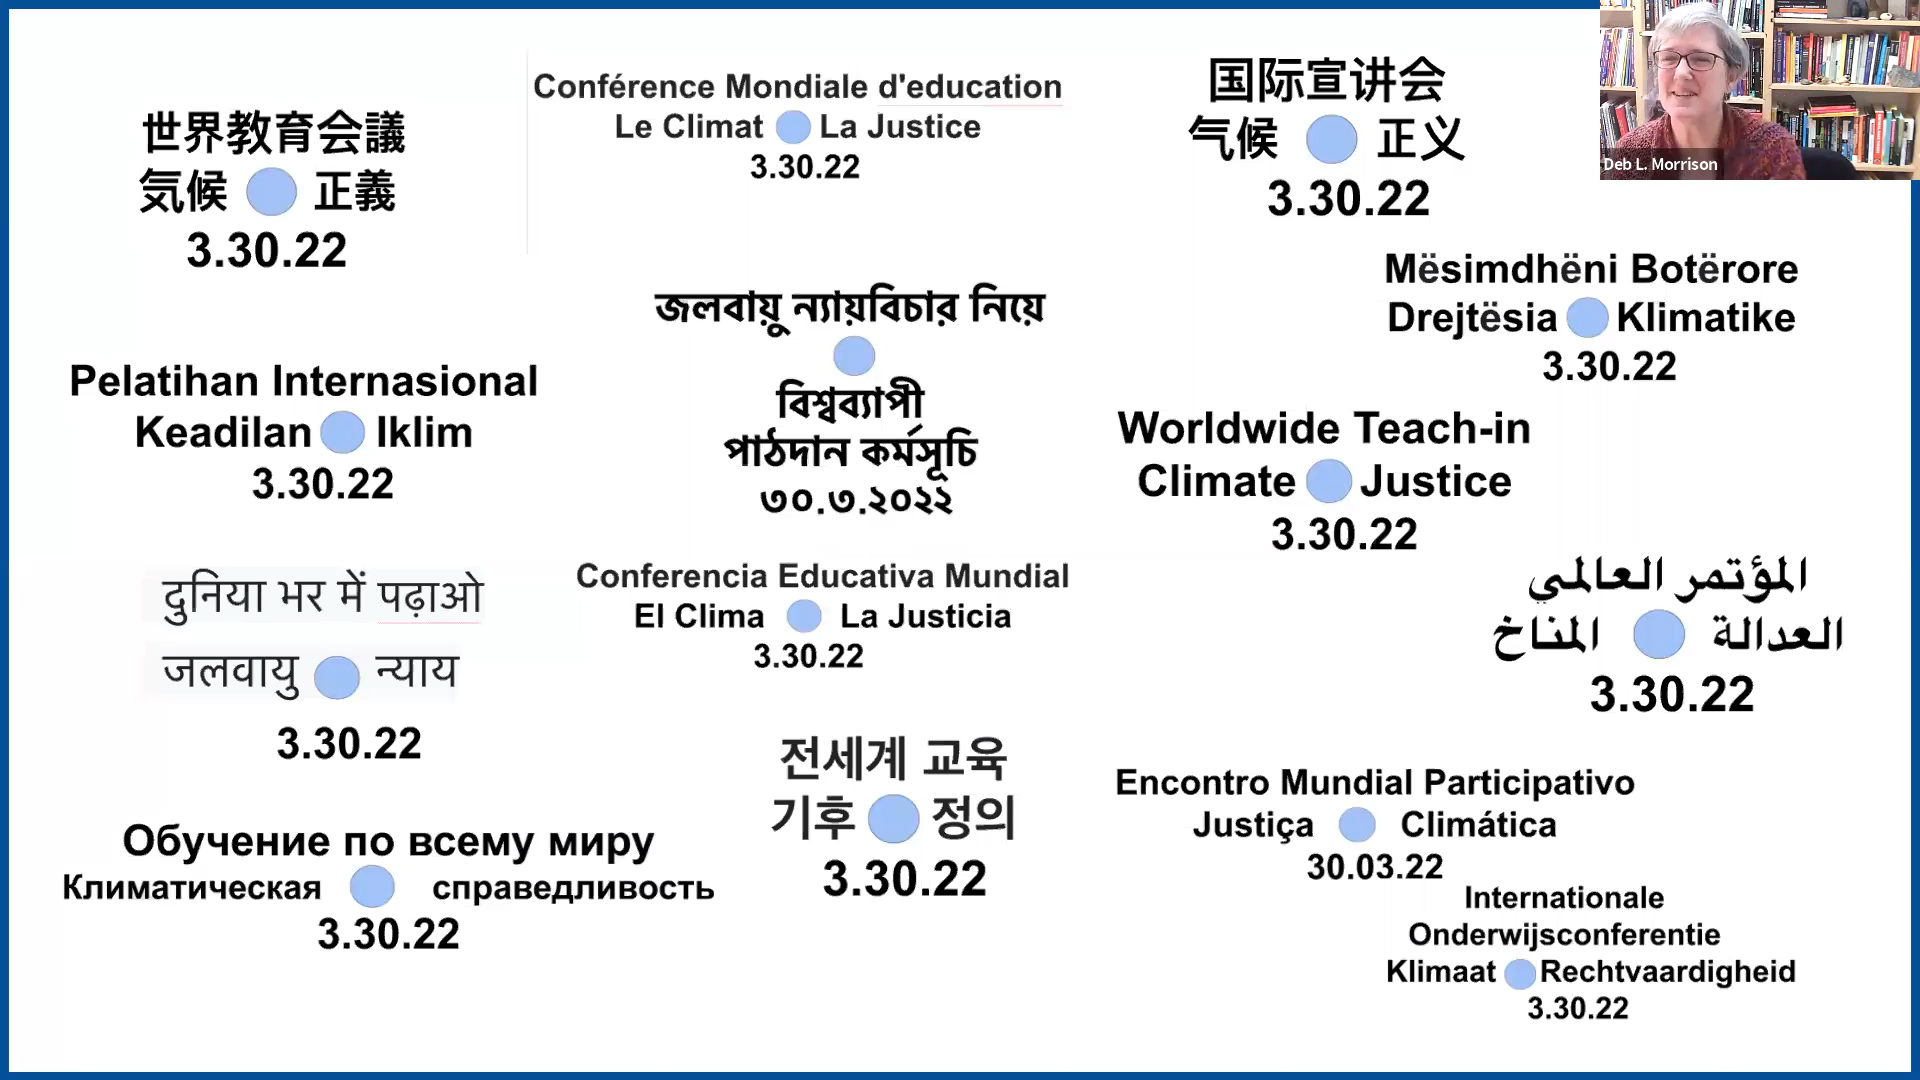 世界教育会議
気候 正義
3.30.22
Conférence Mondiale d'education
Le Climat La Justice
3.30.22
国际宣讲会
气候 正义
3.30.22
Deb L. Morrison
Mësimdhëni Botërore
Drejtësia Klimatike
3.30.22
জলবায়ু ন্যায়বিচার নিয়ে
বিশ্বব্যাপী
পাঠদান কর্মসূচি
৩০.৩.২০২২
Pelatihan Internasional
Keadilan Iklim
3.30.22
Worldwide Teach-in
Climate Justice
3.30.22
दुनिया भर में पढ़ाओ
जलवायु न्याय
3.30.22
Conferencia Educativa Mundial
El Clima La Justicia
3.30.22
المؤتمر العالمي
العدالة المناخ
3.30.22
전세계 교육
기후 정의
3.30.22
Encontro Mundial Participativo
Justiça Climática
30.03.22
Обучение по всему миру
Климатическая справедливость
3.30.22
Internationale
Onderwijsconferentie
Klimaat Rechtvaardigheid
3.30.22